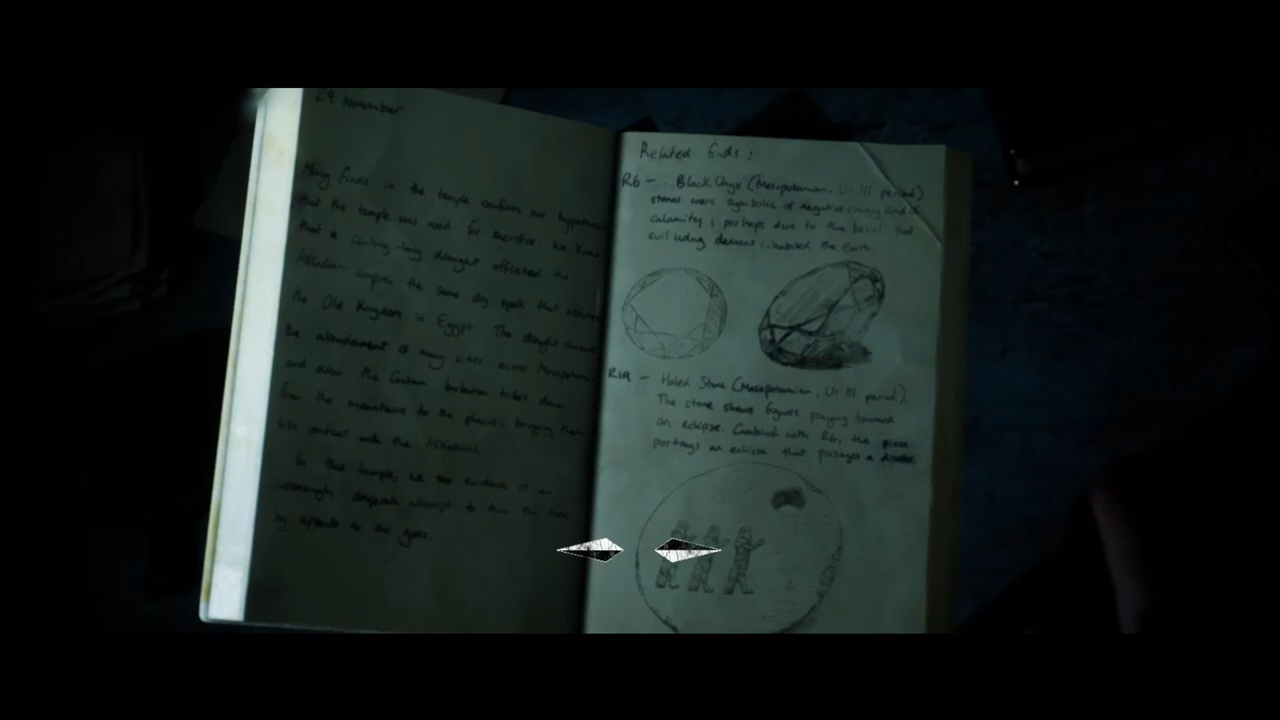 29 November
Many finds in the temple confirm our hypothesis
that the temple was used for sacrifice. We know
that a century-long drought afflicted the
Akkadian empire the same dry spell that affected
the Old Kingdom in Egypt. The drought caused
the abandonment of many cities across Mesopotamia
and drew the Gutian barbarian tribes down
from the mountains to the plains, bringing them
into conflict with the Akkadians.
In the temple, we see evidence of an
increasingly desperate attempt to turn the tide
by appeals to the gods.
Related finds:
R6 - Black Onyx (Mesopotamian, Ur III period)
stones were symbolic of negative energy and of
calamity; perhaps due to the belief that
evil udug demons inhabited the earth.
R19 - Holed Stone (Mesopotamian, Ur III period).
The stone shows figures praying toward
an eclipse. Combined with R6, the piece
portrays an eclipse that presages a